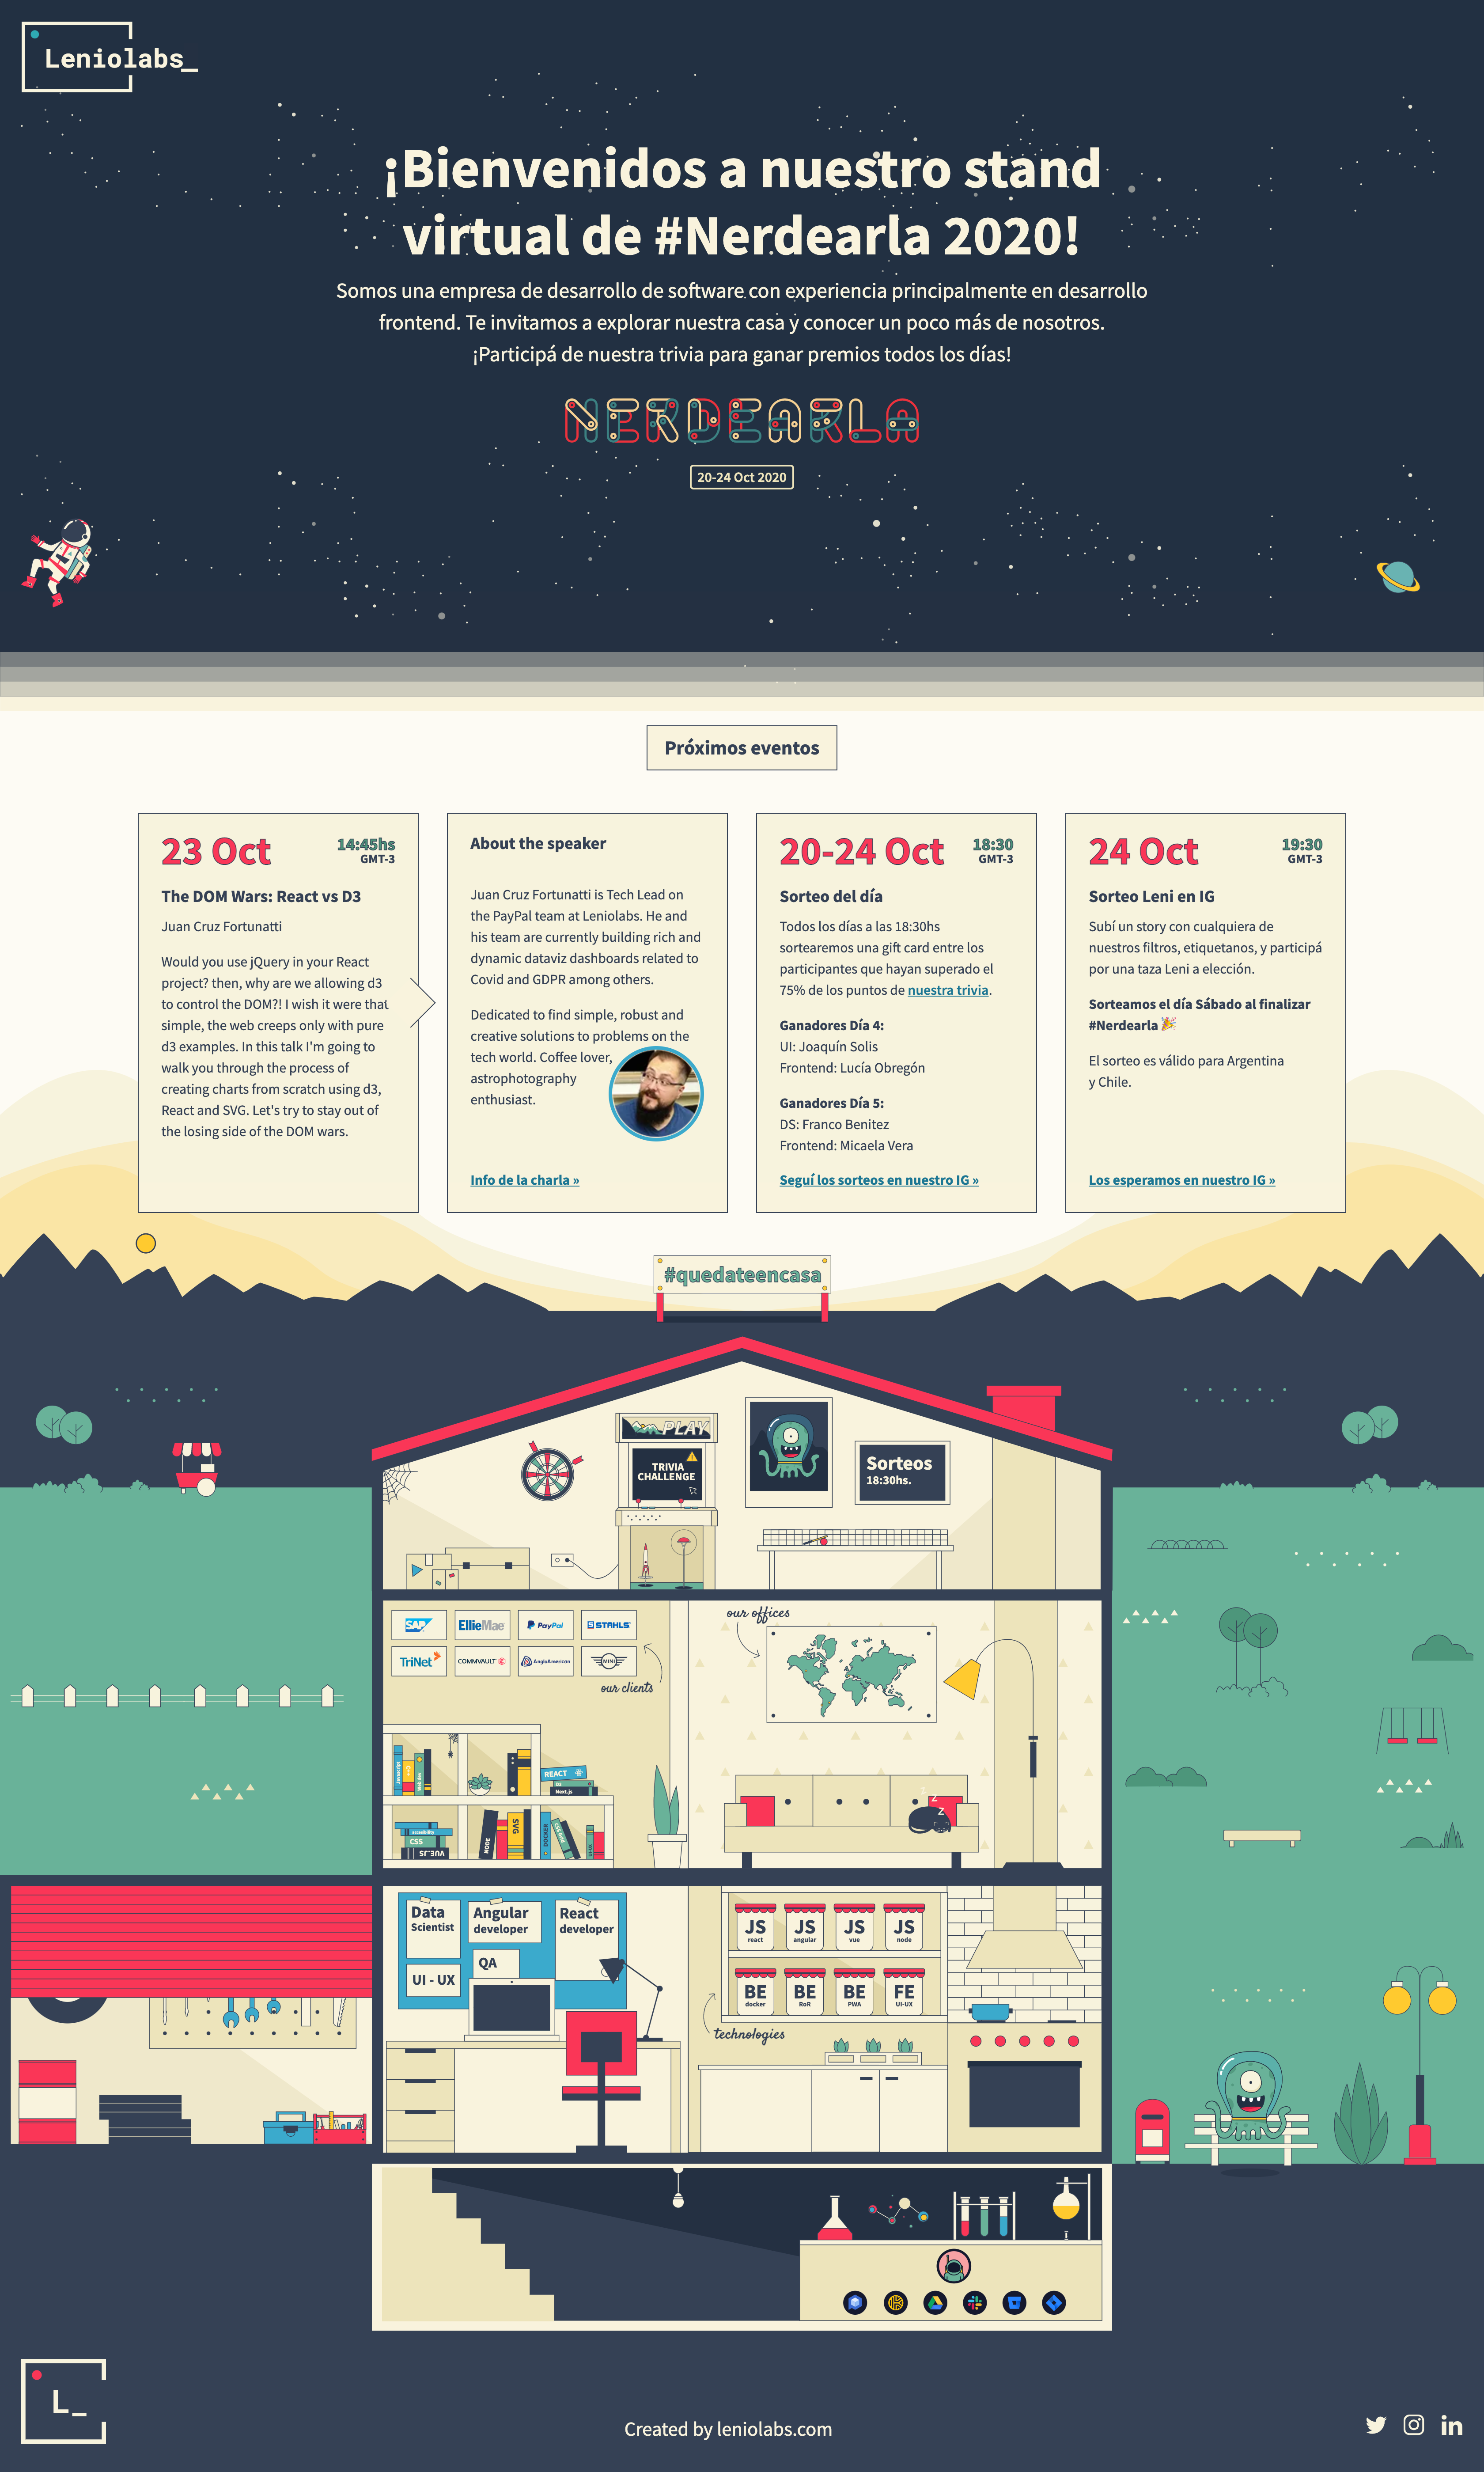 Leniolabs_
¡Bienvenidos a nuestro stand
virtual de #Nerdearla 2020!
Somos una empresa de desarrollo de software con experiencia principalmente en desarrollo
frontend. Te invitamos a explorar nuestra casa y conocer un poco más de nosotros.
¡Participá de nuestra trivia para ganar premios todos los días!
NERDEARLA
20-24 Oct 2020
Próximos eventos
23 Oct
14:45hs
GMT-3
The DOM Wars: React vs D3
Juan Cruz Fortunatti
Would you use jQuery in your React
project? then, why are we allowing d3
to control the DOM?! I wish it were that
simple, the web creeps only with pure
d3 examples. In this talk I'm going to
walk you through the process of
creating charts from scratch using d3,
React and SVG. Let's try to stay out of
the losing side of the DOM wars.
About the speaker
Juan Cruz Fortunatti is Tech Lead on
the PayPal team at Leniolabs. He and
his team are currently building rich and
dynamic dataviz dashboards related to
Covid and GDPR among others.
Dedicated to find simple, robust and
creative solutions to problems on the
tech world. Coffee lover,
astrophotography
enthusiast.
Info de la charla »
20-24 Oct
18:30
GMT-3
Sorteo del día
Todos los días a las 18:30hs
sortearemos una gift card entre los
participantes que hayan superado el
75% de los puntos de nuestra trivia.
Ganadores Día 4:
UI: Joaquín Solis
Frontend: Lucía Obregón
Ganadores Día 5:
DS: Franco Benitez
Frontend: Micaela Vera
Seguí los sorteos en nuestro IG »
24 Oct
19:30
GMT-3
Sorteo Leni en IG
Subí un story con cualquiera de
nuestros filtros, etiquetanos, y participá
por una taza Leni a elección.
Sorteamos el día Sábado al finalizar
#Nerdearla 🎉
El sorteo es válido para Argentina
y Chile.
Los esperamos en nuestro IG »
#quedateencasa
PLAY
TRIVIA
CHALLENGE
Sorteos
18:30hs.
SAP
EllieMae
PayPal
STAHLS'
TriNet
COMMVAULT
AngloAmerican
MINI
our clients
our offices
Javascript
C++
REACT
D3
Next.js
accesibility
CSS
VUE.JS
NODE
SVG
DOCKER
UI UX
Z
Z
Z
Data
Scientist
Angular
developer
React
developer
QA
UI - UX
JS
react
JS
angular
JS
vue
JS
node
BE
docker
BE
RoR
BE
PWA
FE
UI-UX
technologies
L_
Created by leniolabs.com
in